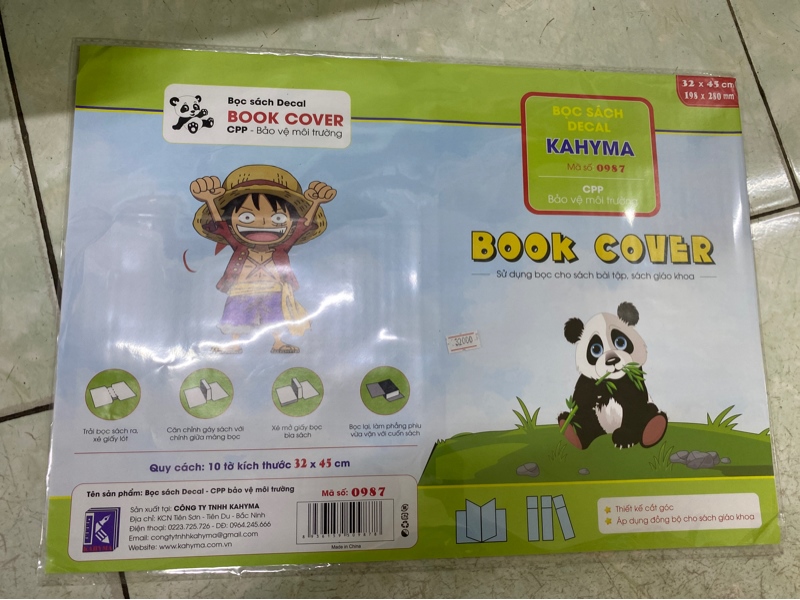 Bọc sách Decal
BOOK COVER
CPP - Bảo vệ môi trường
Trải bọc sách ra,
xé giấy lót
Căn chỉnh gáy sách với
chính giữa màng bọc
Xé mở giấy bọc
bìa sách
Bọc lại, làm phẳng phiu
vừa vặn với cuốn sách
Quy cách: 10 tờ kích thước 32 x 45 cm
Tên sản phẩm: Bọc sách Decal - CPP bảo vệ môi trường
Mã số: 0987
Sản xuất tại: CÔNG TY TNHH KAHYMA
Địa chỉ: KCN Tiên Sơn - Tiên Du - Bắc Ninh
Điện thoại: 0223.725.726 - DĐ: 0964.245.666
Email: congtytnhhkahyma@gmail.com
Website: www.kahyma.com.vn
KAHYMA
Made in China
32 x 45 cm
198 x 280 mm
BỌC SÁCH
DECAL
KAHYMA
Mã số 0987
CPP
Bảo vệ môi trường
BOOK COVER
Sử dụng bọc cho sách bài tập, sách giáo khoa
32000
Thiết kế cắt góc
Áp dụng đồng bộ cho sách giáo khoa